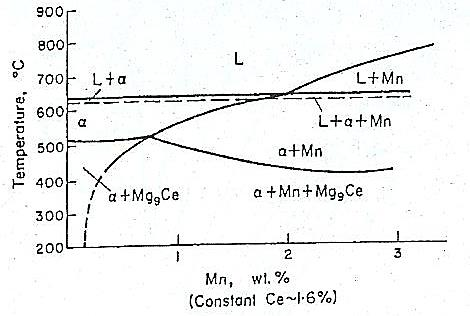 900
800
700
600
500
400
300
200
Temperature, °C
L
L+α
L+Mn
L+α+Mn
α
α+Mn
α+Mg₉Ce
α+Mn+Mg₉Ce
1
2
3
Mn, wt.%
(Constant Ce~1·6%)